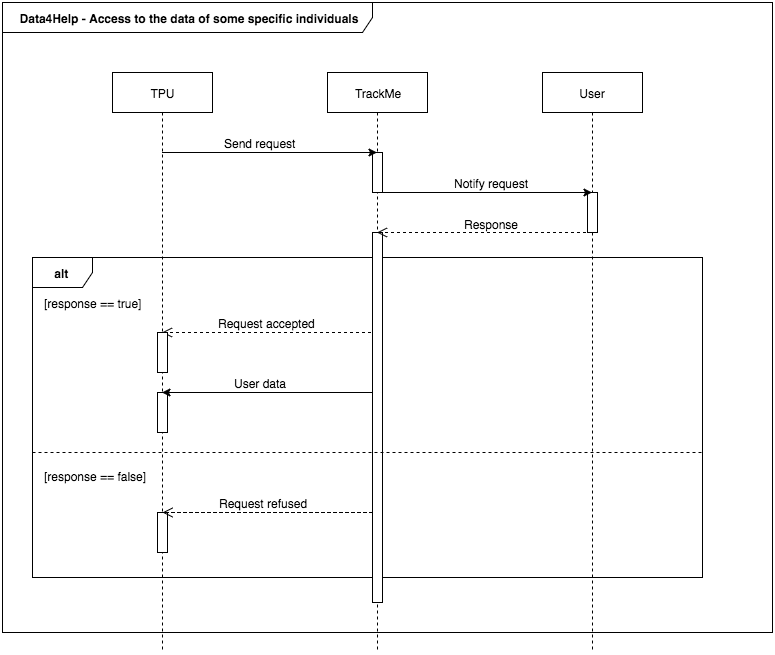 Data4Help - Access to the data of some specific individuals
TPU
TrackMe
User
Send request
Notify request
Response
alt
[response == true]
Request accepted
User data
[response == false]
Request refused